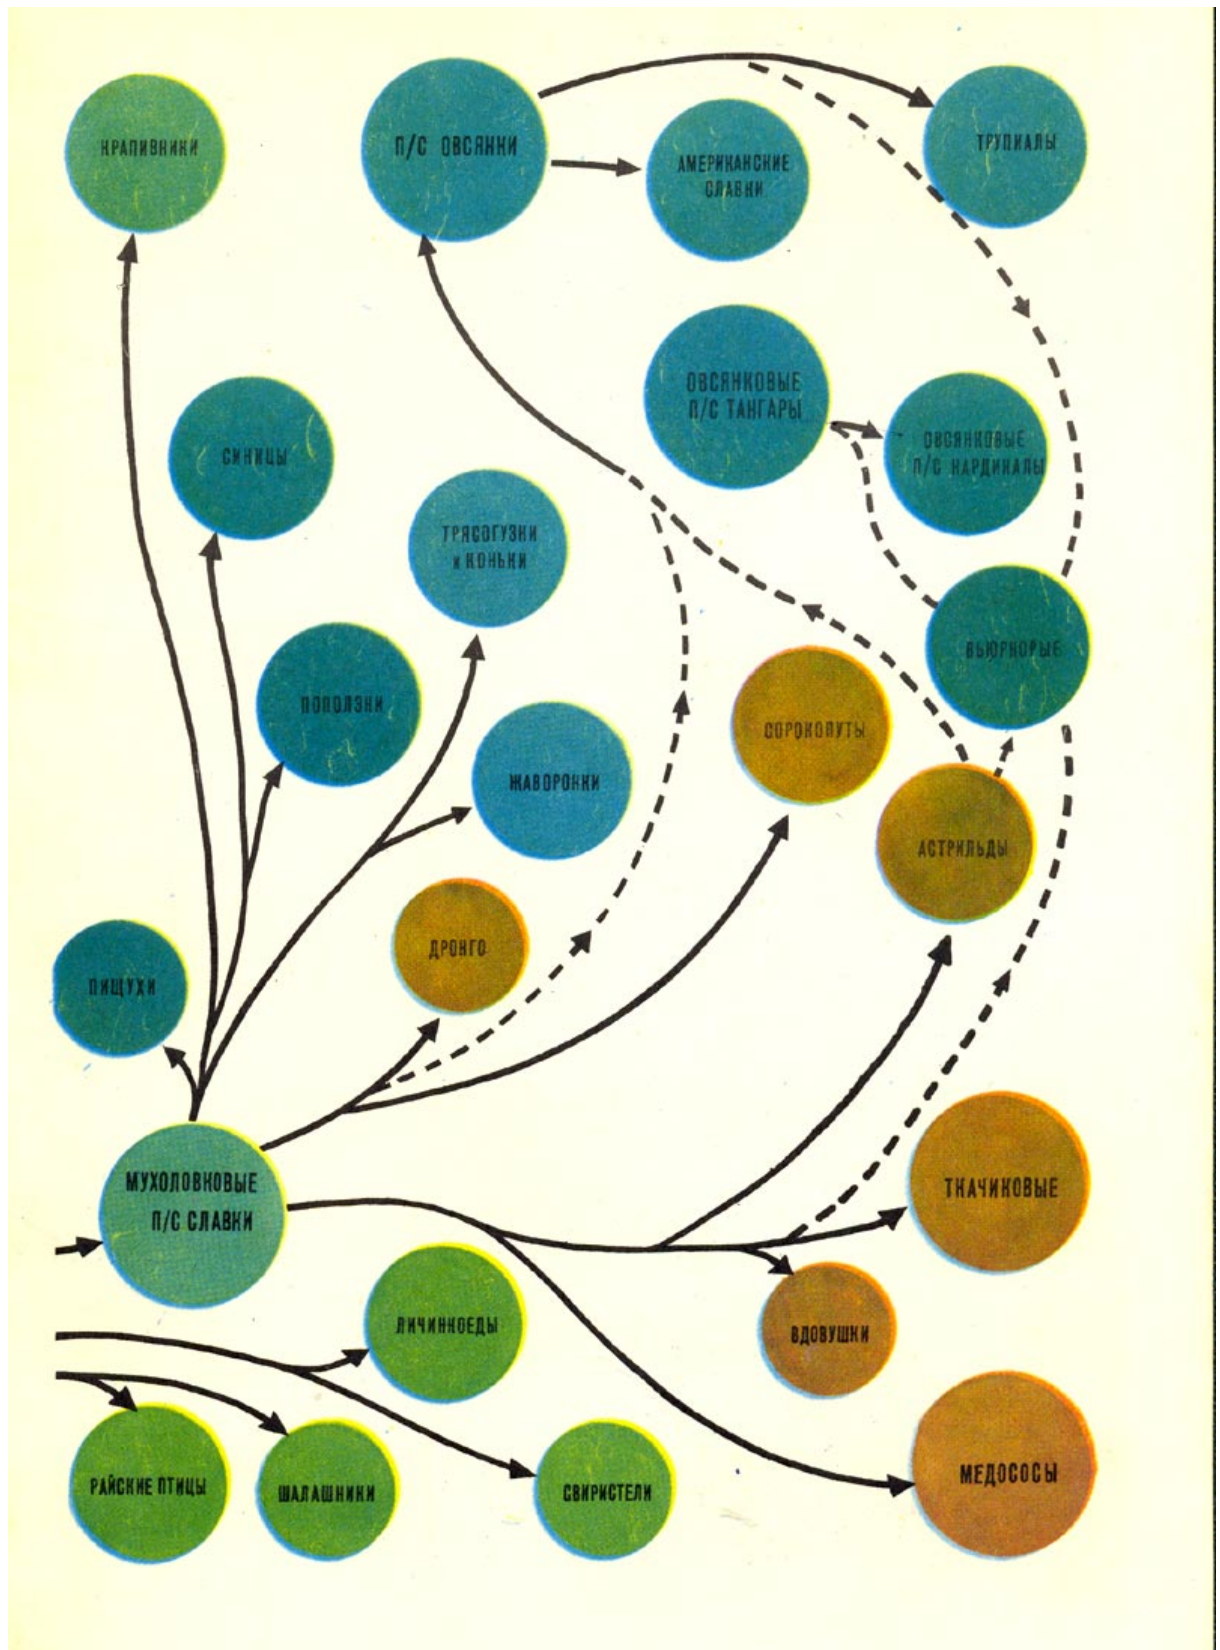 КРАПИВНИКИ
П/С ОВСЯНКИ
АМЕРИКАНСКИЕ
СЛАВКИ
ТРУПИАЛЫ
ОВСЯНКОВЫЕ
П/С ТАНГАРЫ
ОВСЯНКОВЫЕ
П/С КАРДИНАЛЫ
СИНИЦЫ
ТРЯСОГУЗКИ
и КОНЬКИ
ВЬЮРКОВЫЕ
ПОПОЛЗНИ
СОРОКОПУТЫ
ЖАВОРОНКИ
АСТРИЛЬДЫ
ДРОНГО
ПИЩУХИ
МУХОЛОВКОВЫЕ
П/С СЛАВКИ
ТКАЧИКОВЫЕ
ЛИЧИНКОЕДЫ
ВДОВУШКИ
РАЙСКИЕ ПТИЦЫ
ШАЛАШНИКИ
СВИРИСТЕЛИ
МЕДОСОСЫ